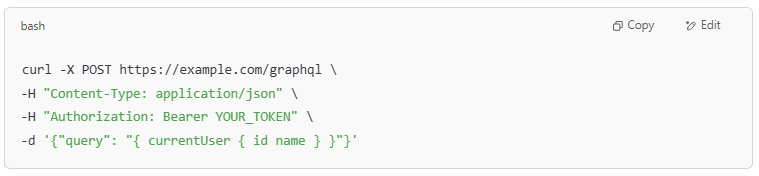 bash
Copy
Edit
curl -X POST https://example.com/graphql \
-H "Content-Type: application/json" \
-H "Authorization: Bearer YOUR_TOKEN" \
-d '{"query": "{ currentUser { id name } }"}'